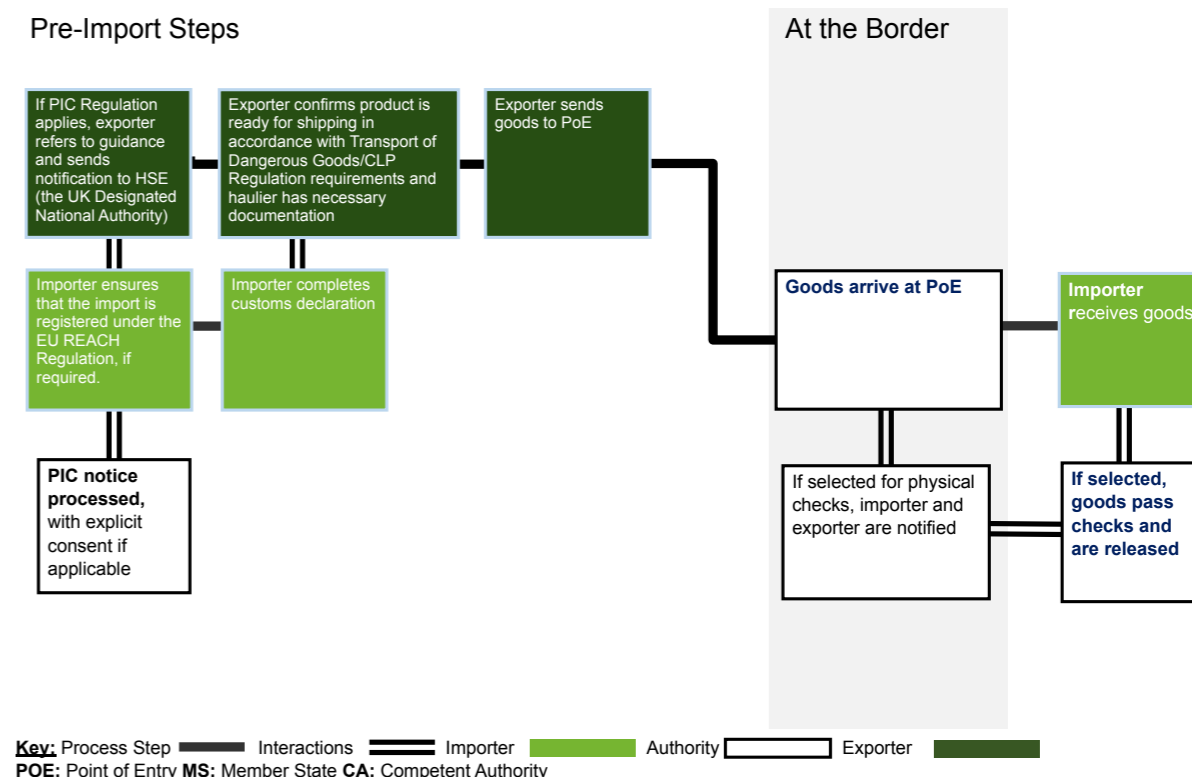 Pre-Import Steps
At the Border
If PIC Regulation
applies, exporter
refers to guidance
and sends
notification to HSE
(the UK Designated
National Authority)
Exporter confirms product is
ready for shipping in
accordance with Transport of
Dangerous Goods/CLP
Regulation requirements and
haulier has necessary
documentation
Exporter sends
goods to PoE
Importer ensures
that the import is
registered under the
EU REACH
Regulation, if
required.
Importer completes
customs declaration
Goods arrive at PoE
Importer
receives goods
PIC notice
processed,
with explicit
consent if
applicable
If selected for physical
checks, importer and
exporter are notified
If selected,
goods pass
checks and
are released
Key: Process Step Interactions Importer Authority Exporter
POE: Point of Entry MS: Member State CA: Competent Authority